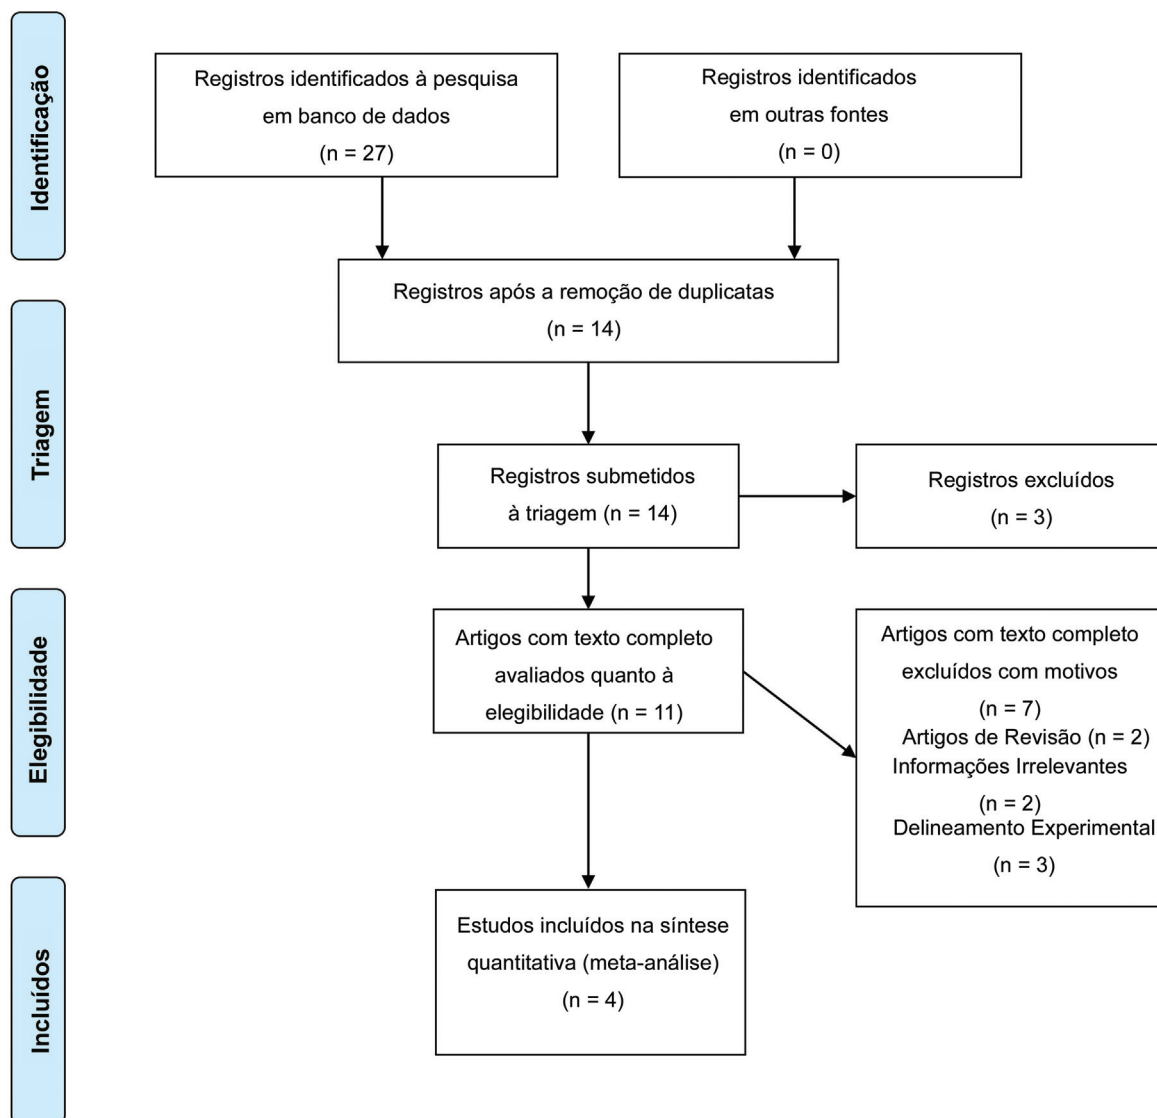 Identificação
Registros identificados à pesquisa
em banco de dados
(n = 27)
Registros identificados
em outras fontes
(n = 0)
Registros após a remoção de duplicatas
(n = 14)
Triagem
Registros submetidos
à triagem (n = 14)
Registros excluídos
(n = 3)
Elegibilidade
Artigos com texto completo
avaliados quanto à
elegibilidade (n = 11)
Artigos com texto completo
excluídos com motivos
(n = 7)
Artigos de Revisão (n = 2)
Informações Irrelevantes
(n = 2)
Delineamento Experimental
(n = 3)
Incluídos
Estudos incluídos na síntese
quantitativa (meta-análise)
(n = 4)